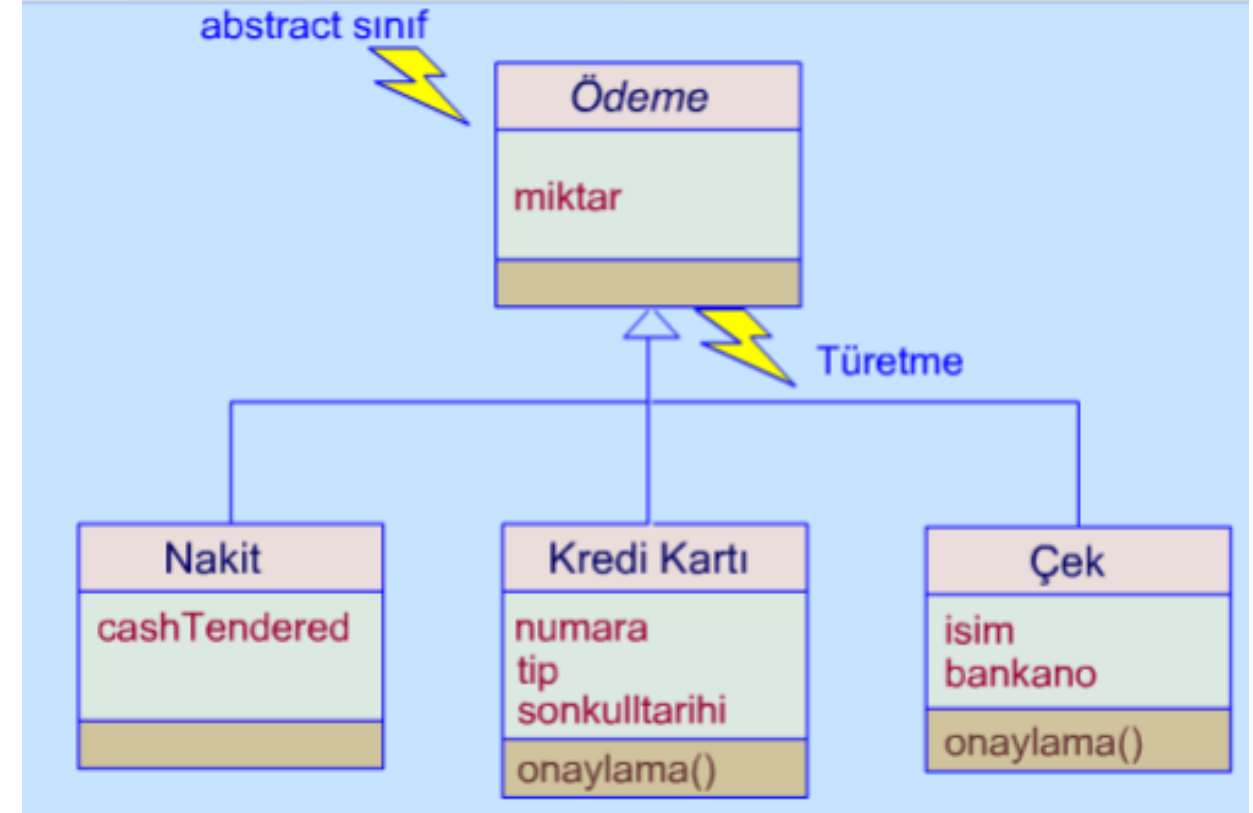 abstract sınıf
Ödeme
miktar
Türetme
Nakit
cashTendered
Kredi Kartı
numara
tip
sonkulltarihi
onaylama()
Çek
isim
bankano
onaylama()